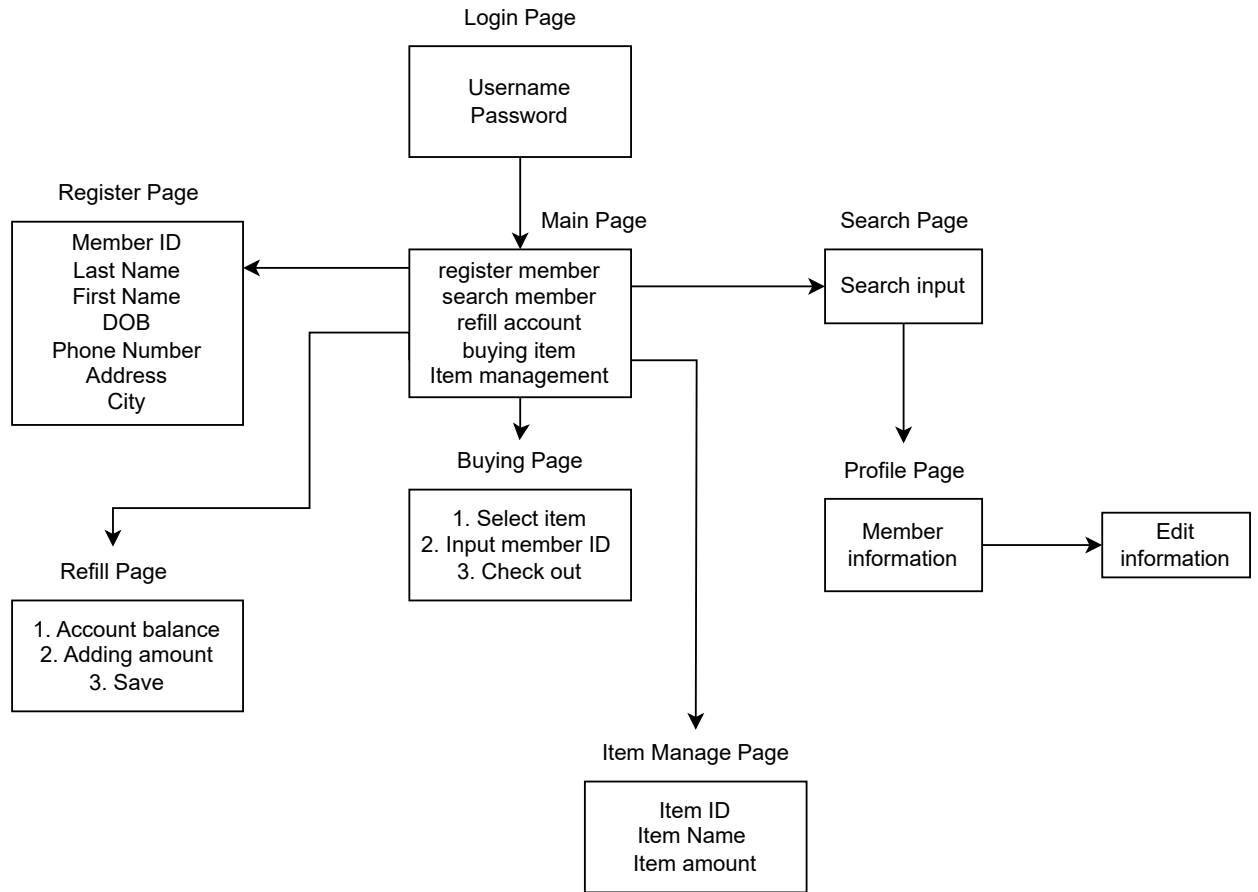 Login Page
Username
Password
Register Page
Member ID
Last Name
First Name
DOB
Phone Number
Address
City
Main Page
register member
search member
refill account
buying item
Item management
Search Page
Search input
Buying Page
1. Select item
2. Input member ID
3. Check out
Profile Page
Member
information
Edit
information
Refill Page
1. Account balance
2. Adding amount
3. Save
Item Manage Page
Item ID
Item Name
Item amount